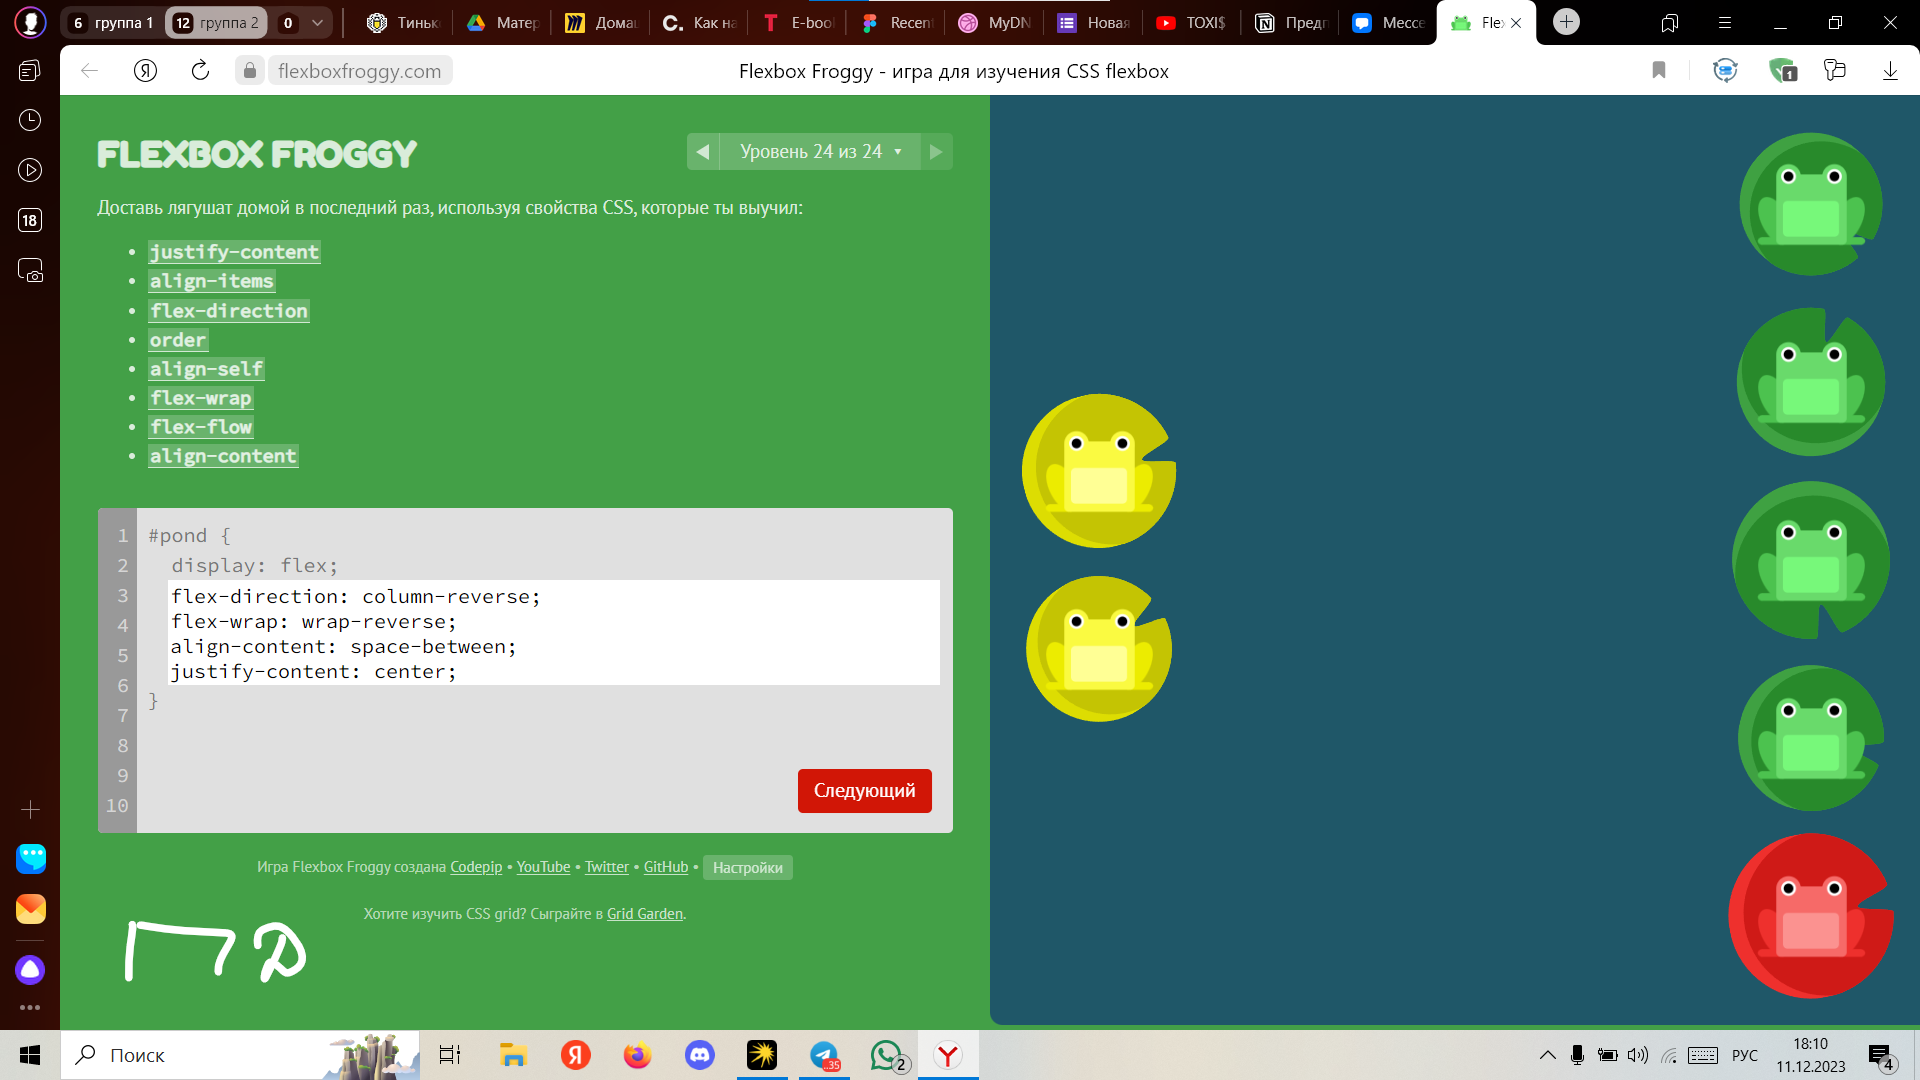 6 группа 1 12 группа 2 0 Тиньк Матер Домаш Как на E-bool Recen MyDN Новая TOXI$ Предп Мессе Flex
flexboxfroggy.com Flexbox Froggy - игра для изучения CSS flexbox 1
18
FLEXBOX FROGGY
Уровень 24 из 24
Доставь лягушат домой в последний раз, используя свойства CSS, которые ты выучил:
• justify-content
• align-items
• flex-direction
• order
• align-self
• flex-wrap
• flex-flow
• align-content
1 #pond {
2 display: flex;
3 flex-direction: column-reverse;
4 flex-wrap: wrap-reverse;
5 align-content: space-between;
6 justify-content: center;
7 }
8
9
10
Следующий
Игра Flexbox Froggy создана Codepip • YouTube • Twitter • GitHub • Настройки
Хотите изучить CSS grid? Сыграйте в Grid Garden.
ПД
Поиск
Я
..35
2
РУС
18:10
11.12.2023
4